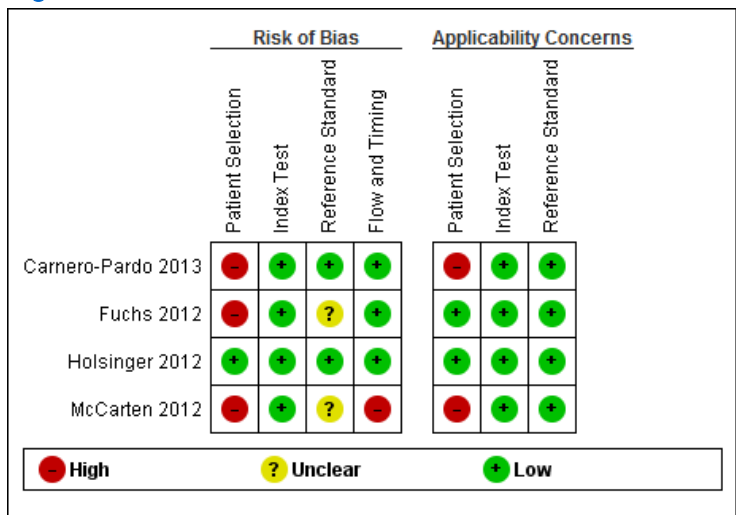 Risk of Bias
Applicability Concerns
Patient Selection
Index Test
Reference Standard
Flow and Timing
Patient Selection
Index Test
Reference Standard
Carnero-Pardo 2013 - + + + - + +
Fuchs 2012 - + ? + + + +
Holsinger 2012 + + + + + + +
McCarten 2012 - + ? - - + +
- High ? Unclear + Low